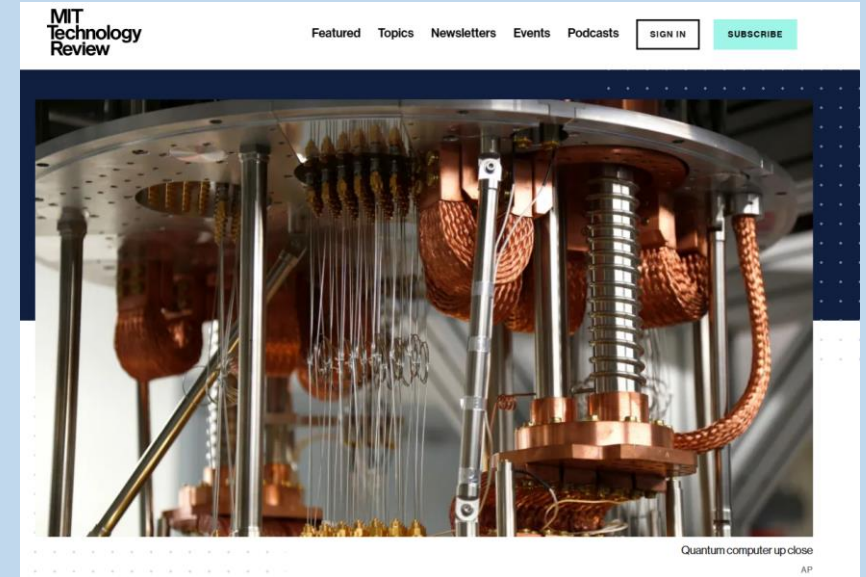 MIT
Technology
Review
Featured Topics Newsletters Events Podcasts SIGN IN SUBSCRIBE
Quantum computer up close
AP